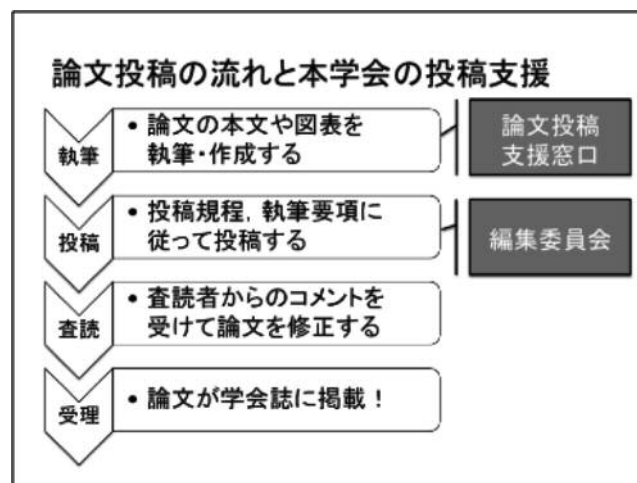 論文投稿の流れと本学会の投稿支援
執筆
• 論文の本文や図表を
執筆・作成する
論文投稿
支援窓口
投稿
• 投稿規程, 執筆要項に
従って投稿する
編集委員会
査読
• 査読者からのコメントを
受けて論文を修正する
受理
• 論文が学会誌に掲載！